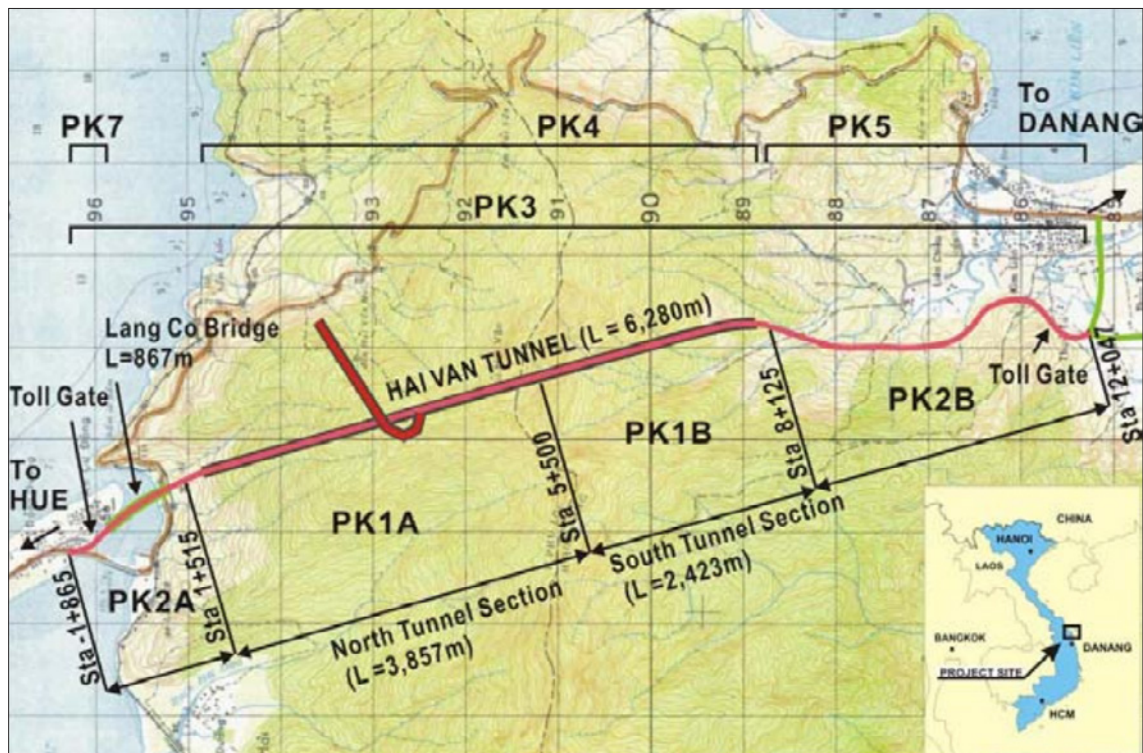 PK7
PK4
PK5
To
DANANG
PK3
96
95
93
92
91
90
89
88
87
86
Lang Co Bridge
L=867m
Toll Gate
HAI VAN TUNNEL (L = 6,280m)
Toll Gate
To
HUE
PK1A
PK1B
PK2B
PK2A
Sta -1+865
Sta 1+515
Sta. 5+500
Sta. 8+125
Sta 12+047
North Tunnel Section
(L=3,857m)
South Tunnel Section
(L=2,423m)
CHINA
HANOI
LAOS
BANGKOK
DANANG
PROJECT SITE
HCM